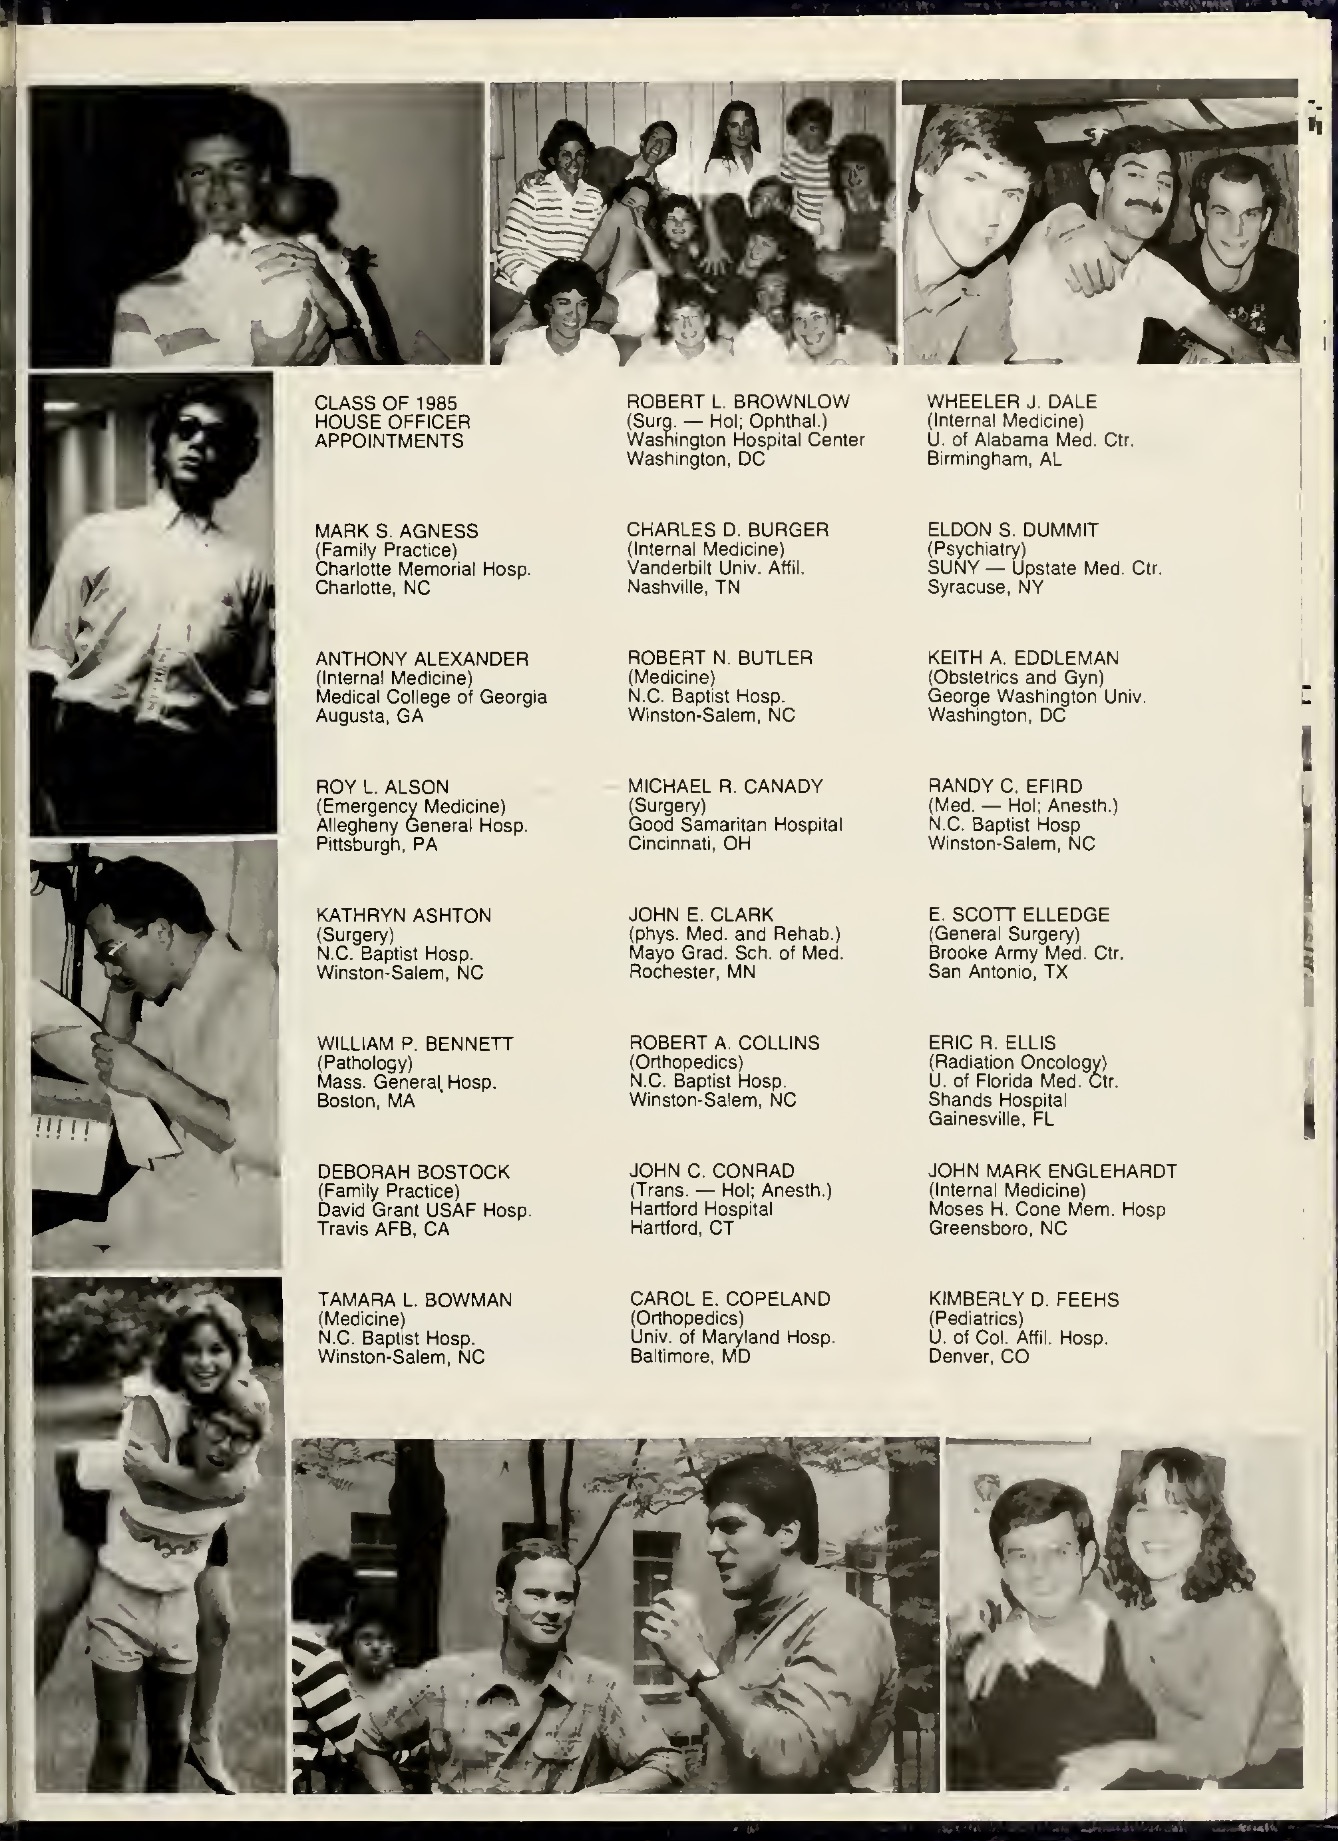 CLASS OF 1985
HOUSE OFFICER
APPOINTMENTS
MARK S. AGNESS
(Family Practice)
Charlotte Memorial Hosp.
Charlotte, NC
ANTHONY ALEXANDER
(Internal Medicine)
Medical College of Georgia
Augusta, GA
ROY L. ALSON
(Emergency Medicine)
Allegheny General Hosp.
Pittsburgh, PA
KATHRYN ASHTON
(Surgery)
N.C. Baptist Hosp.
Winston-Salem, NC
WILLIAM P. BENNETT
(Pathology)
Mass. General Hosp.
Boston, MA
DEBORAH BOSTOCK
(Family Practice)
David Grant USAF Hosp.
Travis AFB, CA
TAMARA L. BOWMAN
(Medicine)
N.C. Baptist Hosp.
Winston-Salem, NC
ROBERT L. BROWNLOW
(Surg. — Hol; Ophthal.)
Washington Hospital Center
Washington, DC
CHARLES D. BURGER
(Internal Medicine)
Vanderbilt Univ. Affil.
Nashville, TN
ROBERT N. BUTLER
(Medicine)
N.C. Baptist Hosp.
Winston-Salem, NC
MICHAEL R. CANADY
(Surgery)
Good Samaritan Hospital
Cincinnati, OH
JOHN E. CLARK
(phys. Med. and Rehab.)
Mayo Grad. Sch. of Med.
Rochester, MN
ROBERT A. COLLINS
(Orthopedics)
N.C. Baptist Hosp.
Winston-Salem, NC
JOHN C. CONRAD
(Trans. — Hol; Anesth.)
Hartford Hospital
Hartford, CT
CAROL E. COPELAND
(Orthopedics)
Univ. of Maryland Hosp.
Baltimore, MD
WHEELER J. DALE
(Internal Medicine)
U. of Alabama Med. Ctr.
Birmingham, AL
ELDON S. DUMMIT
(Psychiatry)
SUNY — Upstate Med. Ctr.
Syracuse, NY
KEITH A. EDDLEMAN
(Obstetrics and Gyn)
George Washington Univ.
Washington, DC
RANDY C. EFIRD
(Med. — Hol; Anesth.)
N.C. Baptist Hosp
Winston-Salem, NC
E. SCOTT ELLEDGE
(General Surgery)
Brooke Army Med. Ctr.
San Antonio, TX
ERIC R. ELLIS
(Radiation Oncology)
U. of Florida Med. Ctr.
Shands Hospital
Gainesville, FL
JOHN MARK ENGLEHARDT
(Internal Medicine)
Moses H. Cone Mem. Hosp
Greensboro, NC
KIMBERLY D. FEEHS
(Pediatrics)
U. of Col. Affil. Hosp.
Denver, CO